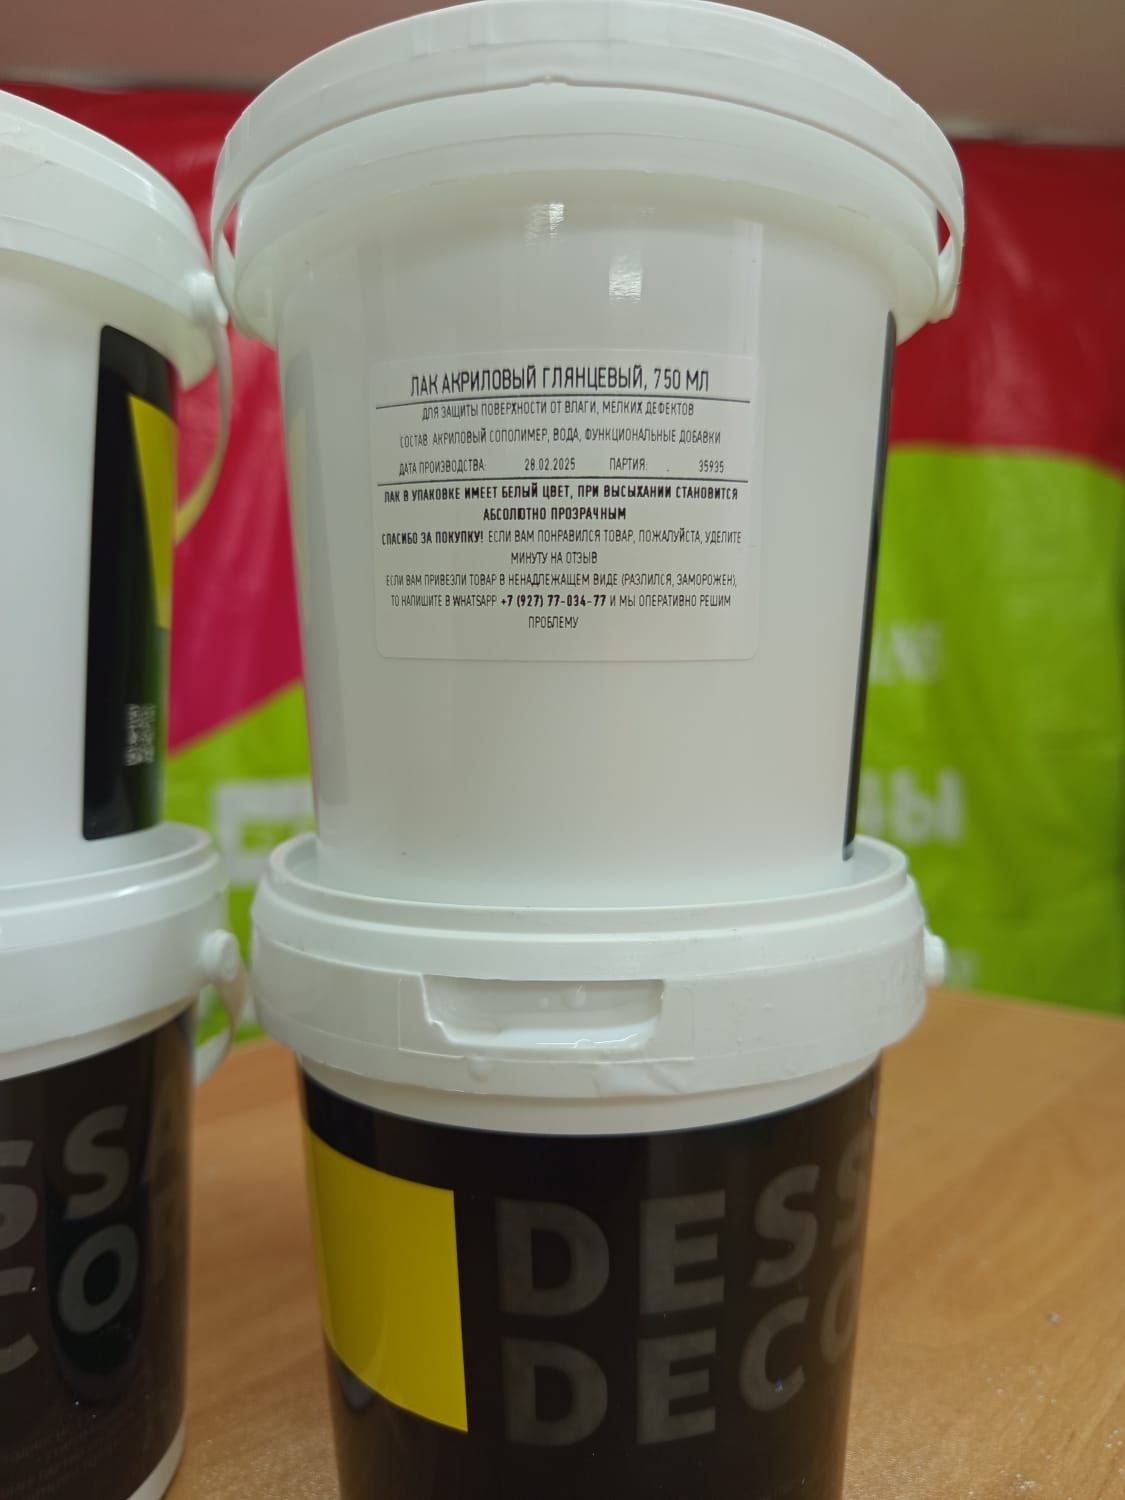 ЛАК АКРИЛОВЫЙ ГЛЯНЦЕВЫЙ, 750 МЛ
ДЛЯ ЗАЩИТЫ ПОВЕРХНОСТИ ОТ ВЛАГИ, МЕЛКИХ ДЕФЕКТОВ
СОСТАВ: АКРИЛОВЫЙ СОПОЛИМЕР, ВОДА, ФУНКЦИОНАЛЬНЫЕ ДОБАВКИ
ДАТА ПРОИЗВОДСТВА: 28.02.2025 ПАРТИЯ: . 35935
ЛАК В УПАКОВКЕ ИМЕЕТ БЕЛЫЙ ЦВЕТ, ПРИ ВЫСЫХАНИИ СТАНОВИТСЯ
АБСОЛЮТНО ПРОЗРАЧНЫМ
СПАСИБО ЗА ПОКУПКУ! ЕСЛИ ВАМ ПОНРАВИЛСЯ ТОВАР, ПОЖАЛУЙСТА, УДЕЛИТЕ
МИНУТУ НА ОТЗЫВ
ЕСЛИ ВАМ ПРИВЕЗЛИ ТОВАР В НЕНАДЛЕЖАЩЕМ ВИДЕ (РАЗЛИЛСЯ, ЗАМОРОЖЕН),
ТО НАПИШИТЕ В WHATSAPP +7 (927) 77-034-77 И МЫ ОПЕРАТИВНО РЕШИМ
ПРОБЛЕМУ
DESS
DECO
SSA
CO